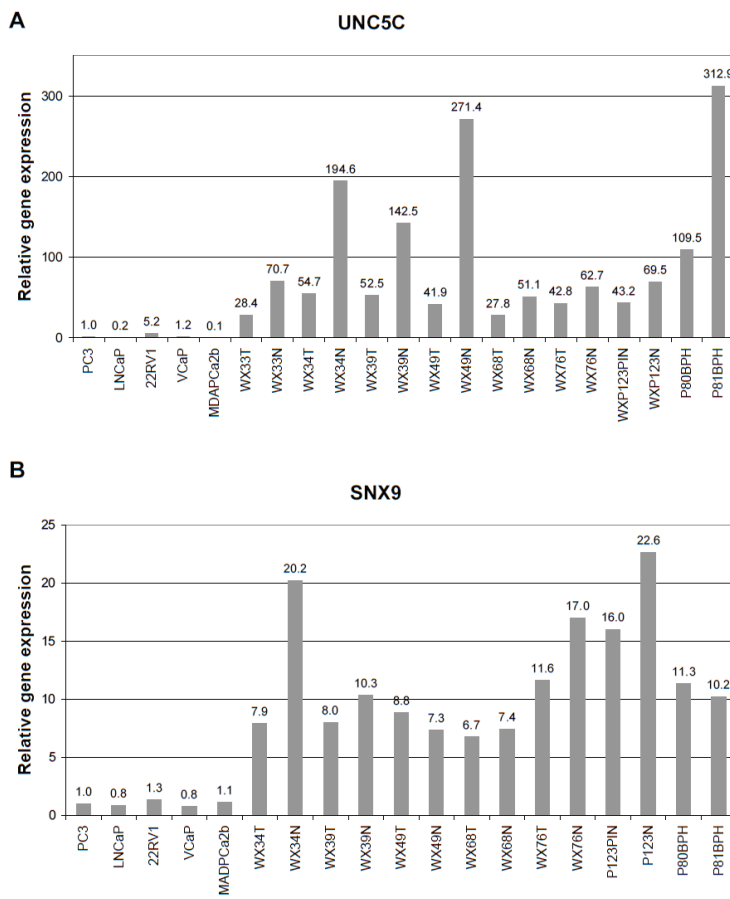 A
UNC5C
Relative gene expression
300
200
100
0
1.0
0.2
5.2
1.2
0.1
28.4
70.7
54.7
194.6
52.5
142.5
41.9
271.4
27.8
51.1
42.8
62.7
43.2
69.5
109.5
312.9
PC3
LNCaP
22RV1
VCaP
MDAPCa2b
WX33T
WX33N
WX34T
WX34N
WX39T
WX39N
WX49T
WX49N
WX68T
WX68N
WX76T
WX76N
WXP123PIN
WXP123N
P80BPH
P81BPH
B
SNX9
Relative gene expression
25
20
15
10
5
0
1.0
0.8
1.3
0.8
1.1
7.9
20.2
8.0
10.3
8.8
7.3
6.7
7.4
11.6
17.0
16.0
22.6
11.3
10.2
PC3
LNCaP
22RV1
VCaP
MADPCa2b
WX34T
WX34N
WX39T
WX39N
WX49T
WX49N
WX68T
WX68N
WX76T
WX76N
P123PIN
P123N
P80BPH
P81BPH